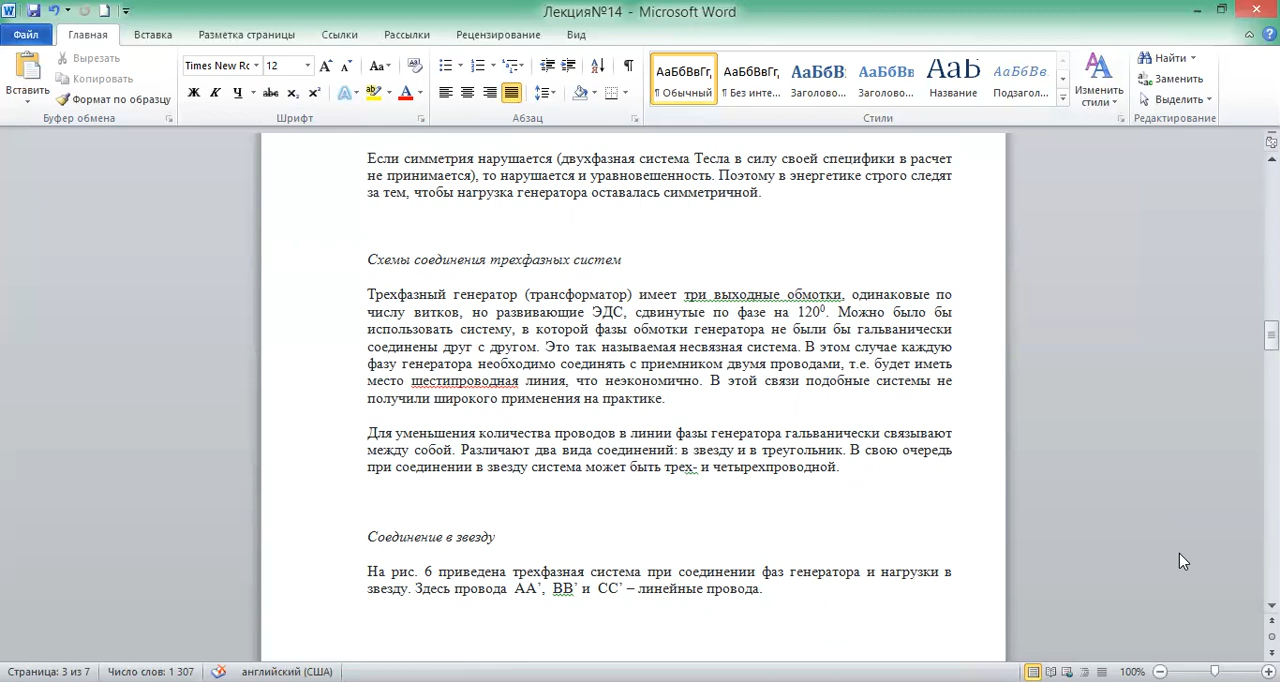 Лекция№14 - Microsoft Word
Файл Главная Вставка Разметка страницы Ссылки Рассылки Рецензирование Вид
Вставить
Вырезать
Копировать
Формат по образцу
Буфер обмена
Times New Rc 12
Ж К Ч abc x₂ x²
Шрифт
Абзац
АаБбВвГг, АаБбВвГг, АаБбВ АаБбВв АаБ АаБбВв
¶ Обычный ¶ Без инте... Заголово... Заголово... Название Подзагол...
Стили
Изменить стили
Найти
Заменить
Выделить
Редактирование
Если симметрия нарушается (двухфазная система Тесла в силу своей специфики в расчет
не принимается), то нарушается и уравновешенность. Поэтому в энергетике строго следят
за тем, чтобы нагрузка генератора оставалась симметричной.
Схемы соединения трехфазных систем
Трехфазный генератор (трансформатор) имеет три выходные обмотки, одинаковые по
числу витков, но развивающие ЭДС, сдвинутые по фазе на 120⁰. Можно было бы
использовать систему, в которой фазы обмотки генератора не были бы гальванически
соединены друг с другом. Это так называемая несвязная система. В этом случае каждую
фазу генератора необходимо соединять с приемником двумя проводами, т.е. будет иметь
место шестипроводная линия, что неэкономично. В этой связи подобные системы не
получили широкого применения на практике.
Для уменьшения количества проводов в линии фазы генератора гальванически связывают
между собой. Различают два вида соединений: в звезду и в треугольник. В свою очередь
при соединении в звезду система может быть трех- и четырехпроводной.
Соединение в звезду
На рис. 6 приведена трехфазная система при соединении фаз генератора и нагрузки в
звезду. Здесь провода АА’, ВВ’ и СС’ – линейные провода.
Страница: 3 из 7 Число слов: 1 307 английский (США) 100%